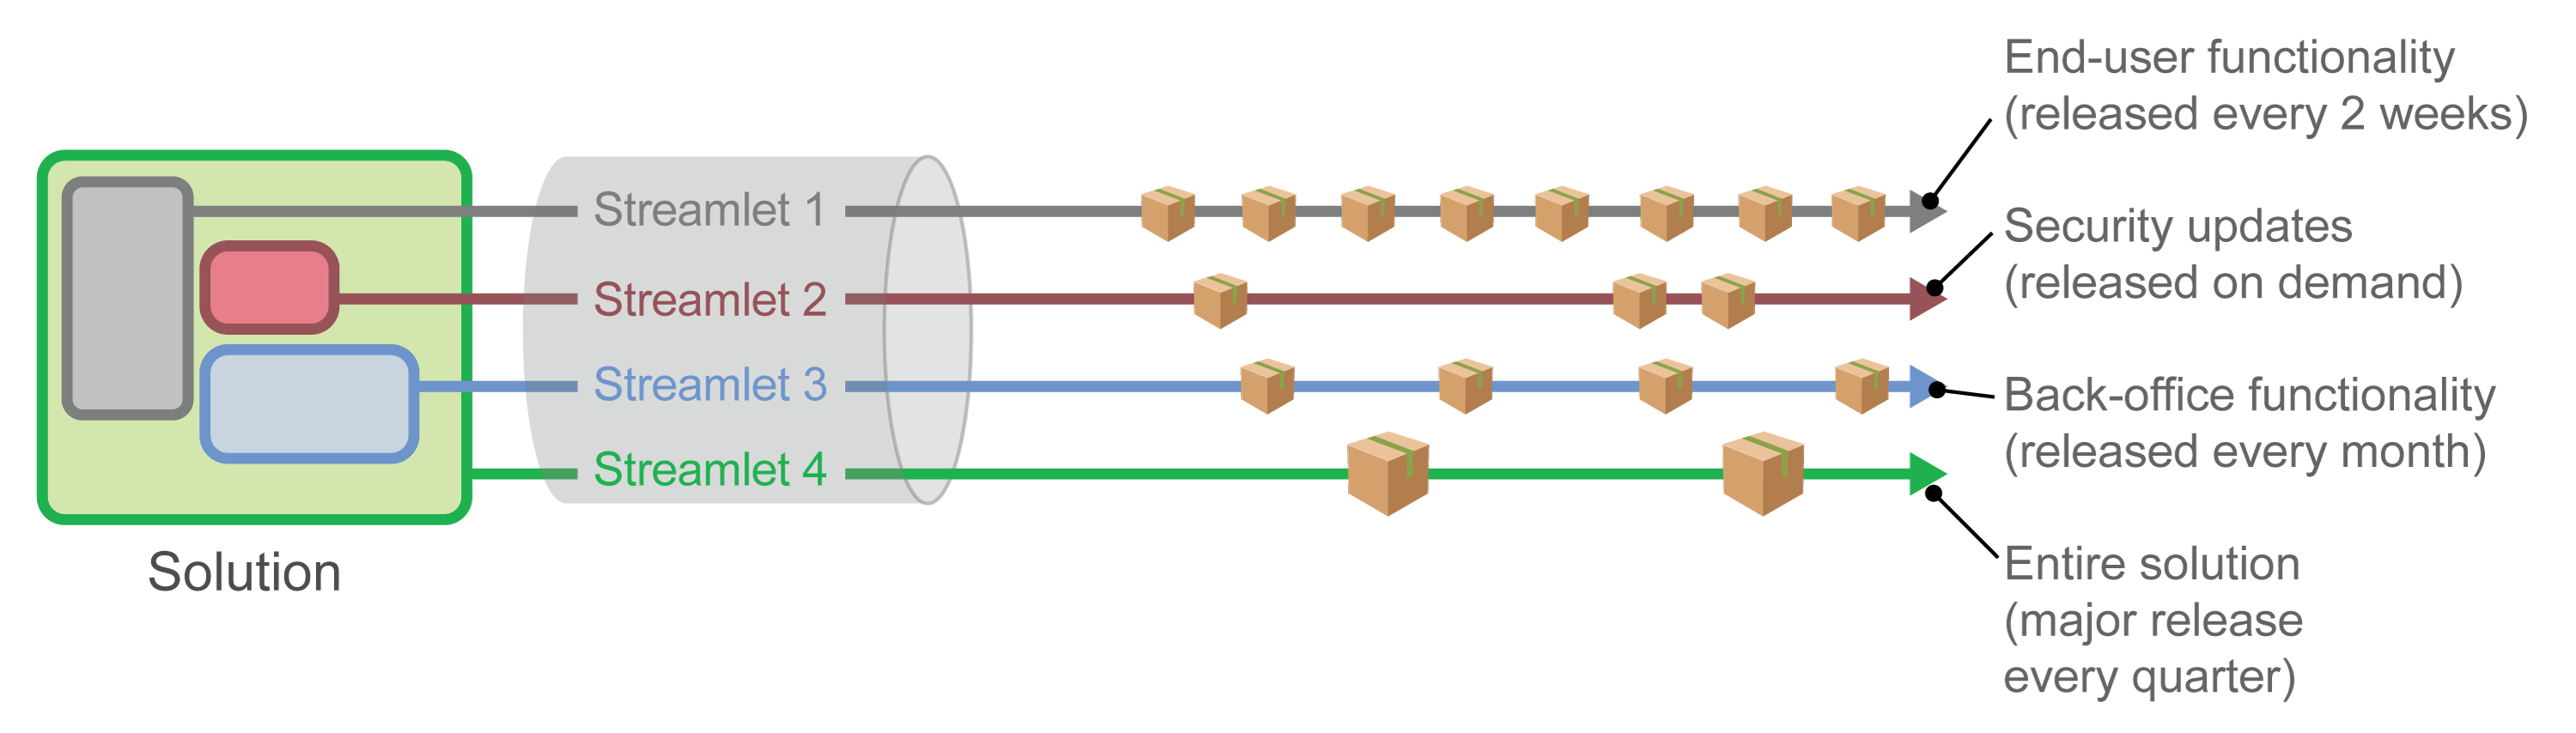 End-user functionality
(released every 2 weeks)
Streamlet 1
Security updates
(released on demand)
Streamlet 2
Streamlet 3
Back-office functionality
(released every month)
Streamlet 4
Solution
Entire solution
(major release
every quarter)